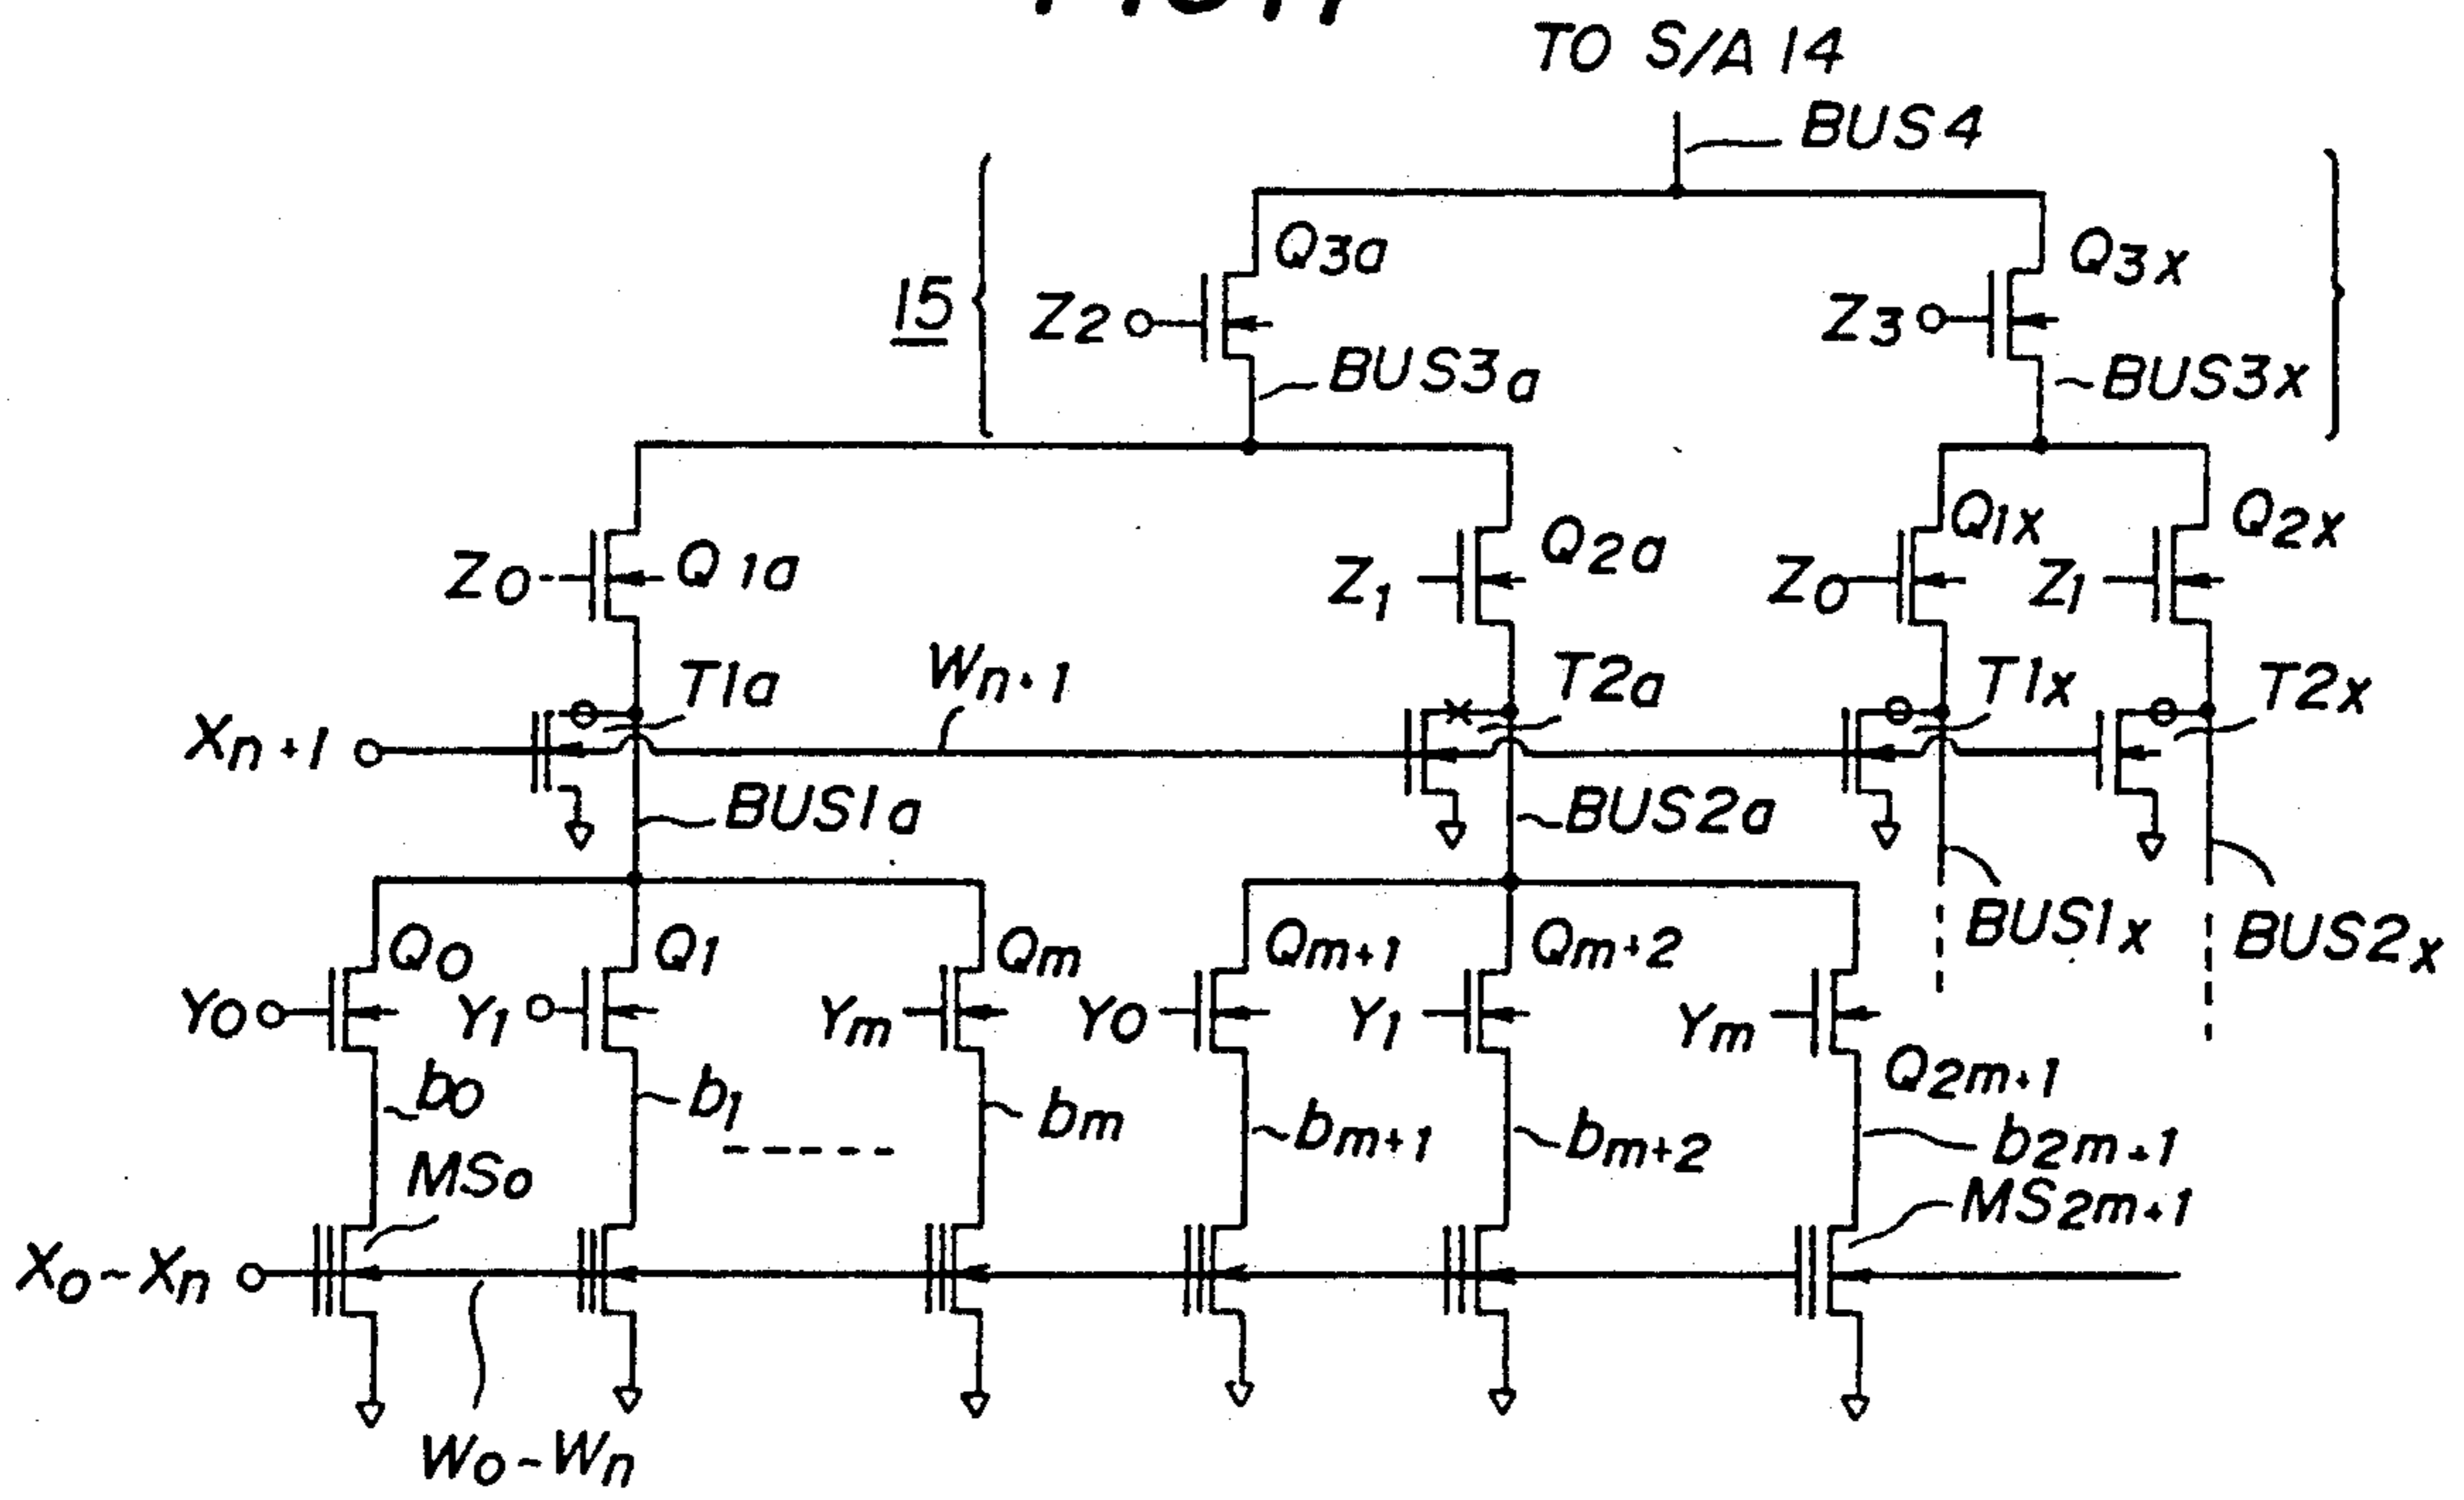 TO S/A 14
BUS4
Q3a
Q3x
15
Z2
Z3
BUS3a
BUS3x
Z0
Q1a
Z1
Q2a
Z0
Q1x
Z1
Q2x
Xn+1
T1a
Wn+1
T2a
T1x
T2x
BUS1a
BUS2a
BUS1x
BUS2x
Y0
Q0
Y1
Q1
Ym
Qm
Y0
Qm+1
Y1
Qm+2
Ym
Q2m+1
b0
b1
bm
bm+1
bm+2
b2m+1
MS0
MS2m+1
X0~Xn
W0~Wn